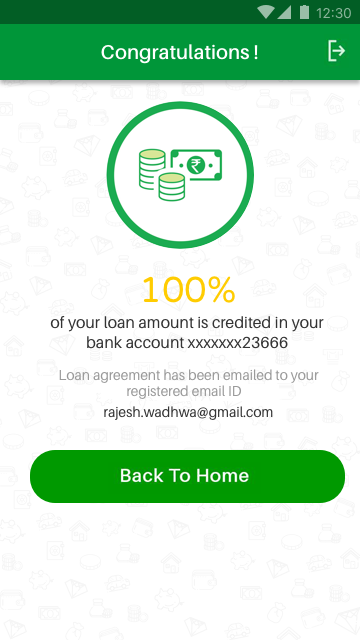 12:30
Congratulations !
₹
100%
of your loan amount is credited in your
bank account xxxxxxx23666
Loan agreement has been emailed to your
registered email ID
rajesh.wadhwa@gmail.com
Back To Home